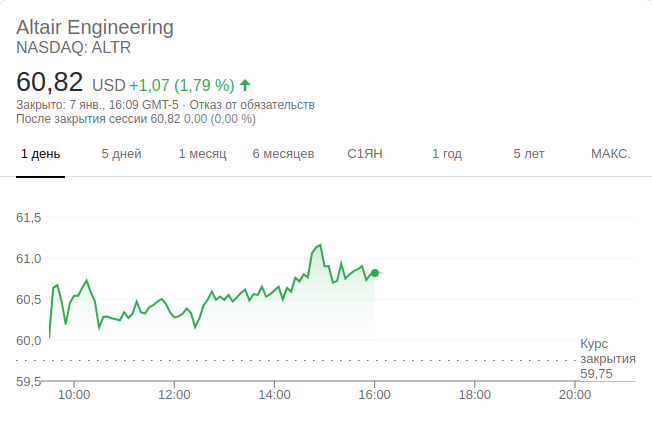 Altair Engineering
NASDAQ: ALTR
60,82 USD +1,07 (1,79 %)
Закрыто: 7 янв., 16:09 GMT-5 · Отказ от обязательств
После закрытия сессии 60,82 0,00 (0,00 %)
1 день 5 дней 1 месяц 6 месяцев С1ЯН 1 год 5 лет МАКС.
61,5
61,0
60,5
60,0
Курс
закрытия
59,75
59,5
10:00 12:00 14:00 16:00 18:00 20:00